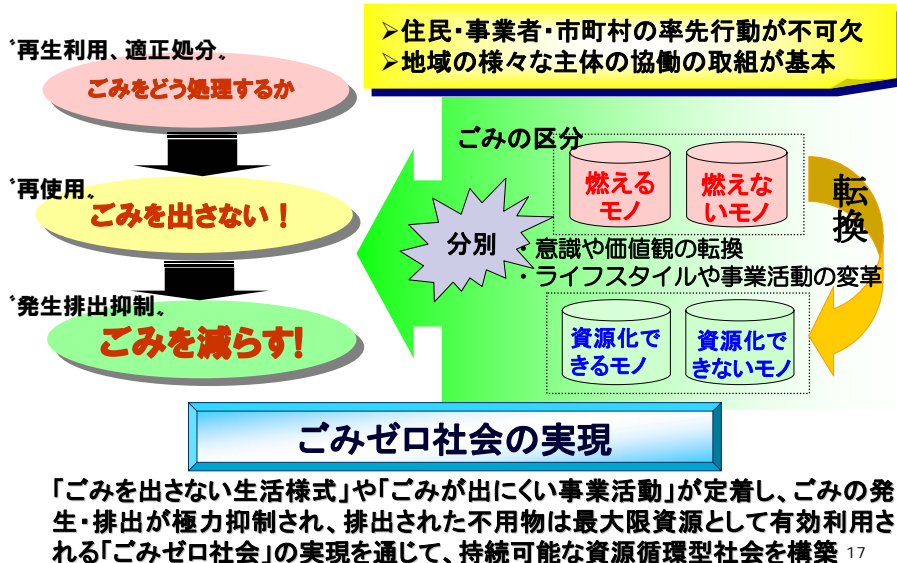 ➢住民・事業者・市町村の率先行動が不可欠
➢地域の様々な主体の協働の取組が基本
〝再生利用、適正処分〟
ごみをどう処理するか
〝再使用〟
ごみを出さない！
〝発生排出抑制〟
ごみを減らす!
ごみの区分
燃える
モノ
燃えな
いモノ
転
換
分別
・意識や価値観の転換
・ライフスタイルや事業活動の変革
資源化で
きるモノ
資源化で
きないモノ
ごみゼロ社会の実現
「ごみを出さない生活様式」や「ごみが出にくい事業活動」が定着し、ごみの発
生・排出が極力抑制され、排出された不用物は最大限資源として有効利用さ
れる「ごみゼロ社会」の実現を通じて、持続可能な資源循環型社会を構築
17